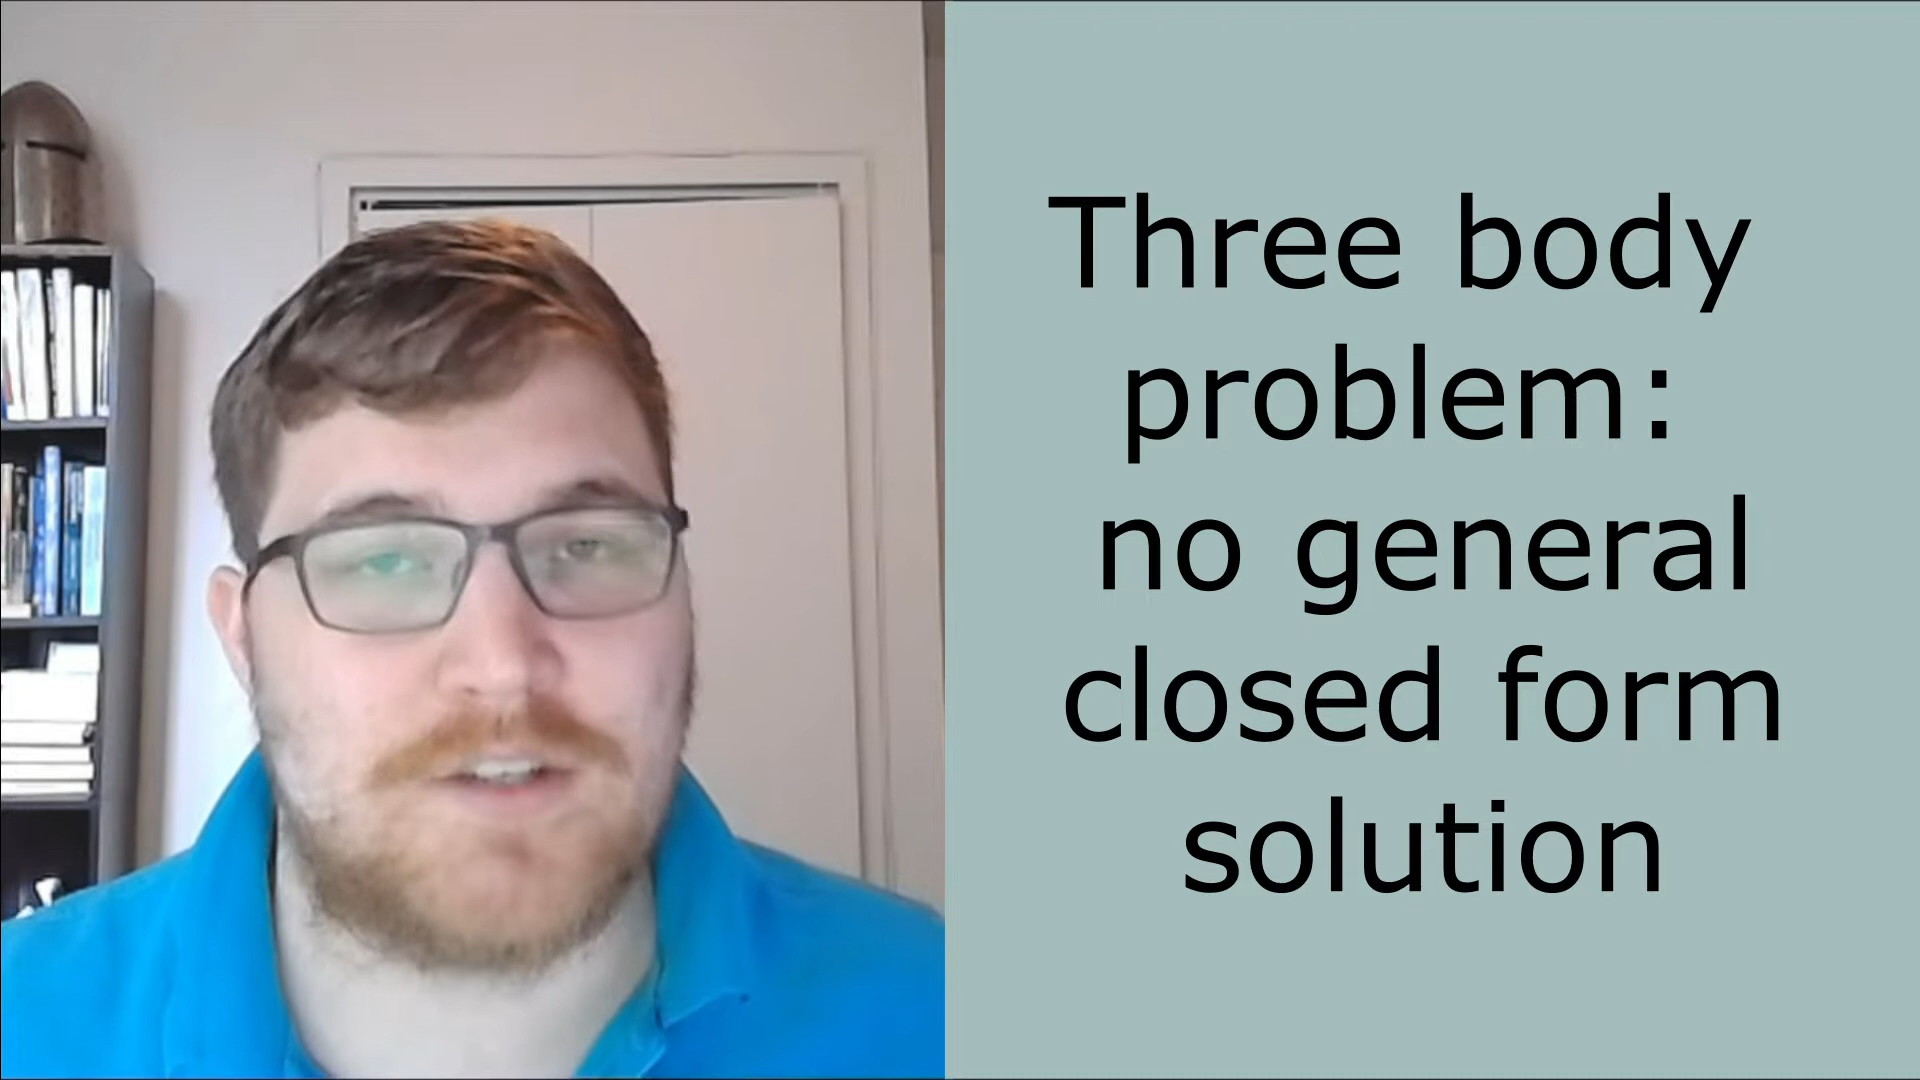 Three body
problem:
no general
closed form
solution